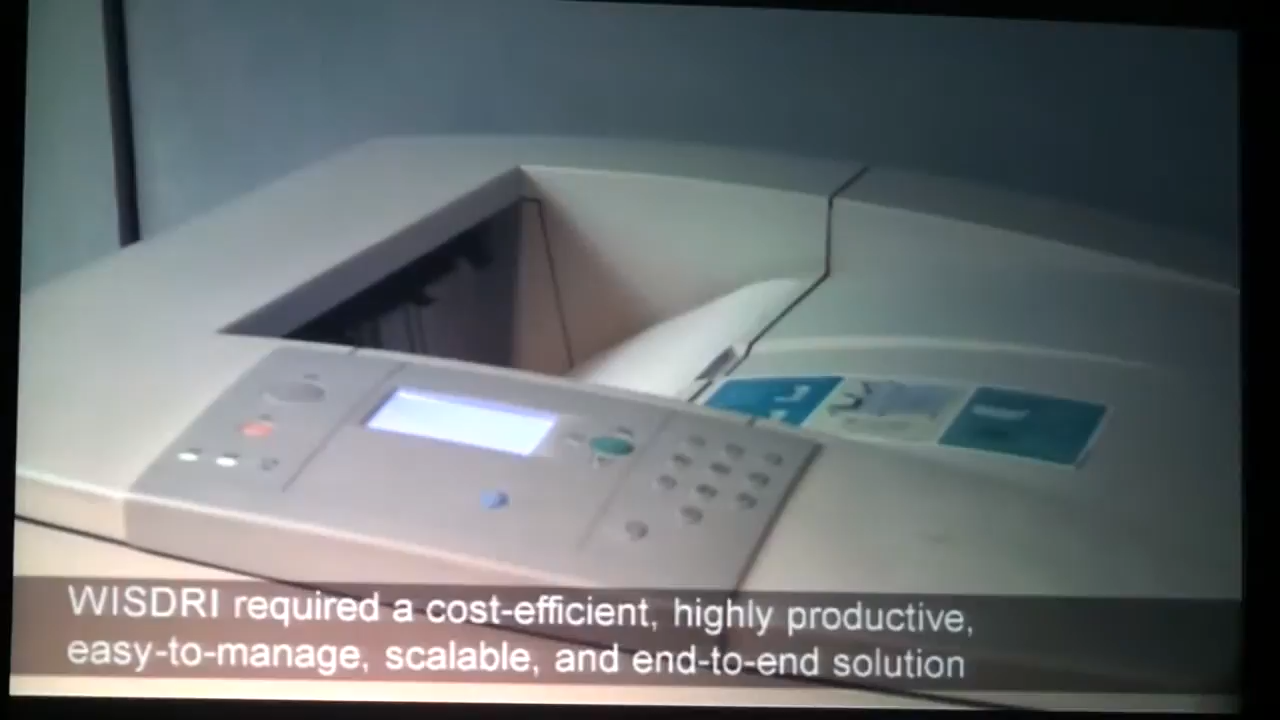 WISDRI required a cost-efficient, highly productive,
easy-to-manage, scalable, and end-to-end solution